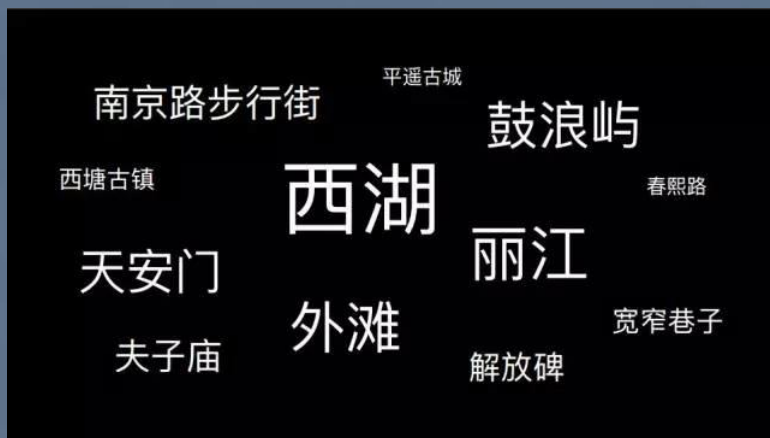 平遥古城
南京路步行街
鼓浪屿
西塘古镇
西湖
春熙路
天安门
丽江
外滩
宽窄巷子
夫子庙
解放碑